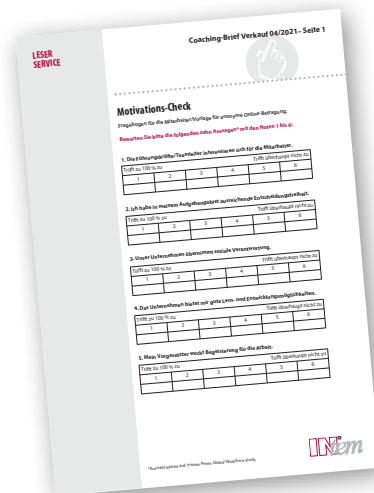 LESER
SERVICE
Coaching-Brief Verkauf 04/2021– Seite 1
Motivations-Check
Fragebogen für die Mitarbeiter/Vorlage für anonyme Online-Befragung.
Bewerten Sie bitte die folgenden zehn Aussagen* mit den Noten 1 bis 6:
1. Die Führungskräfte/Teamleiter interessieren sich für die Mitarbeiter.
Trifft zu 100 % zu Trifft überhaupt nicht zu
1 2 3 4 5 6
2. Ich habe in meinem Aufgabengebiet ausreichende Entscheidungsfreiheit.
Trifft zu 100 % zu Trifft überhaupt nicht zu
1 2 3 4 5 6
3. Unser Unternehmen übernimmt soziale Verantwortung.
Trifft zu 100 % zu Trifft überhaupt nicht zu
1 2 3 4 5 6
4. Das Unternehmen bietet mir gute Lern- und Entwicklungsmöglichkeiten.
Trifft zu 100 % zu Trifft überhaupt nicht zu
1 2 3 4 5 6
5. Mein Vorgesetzter weckt Begeisterung für die Arbeit.
Trifft zu 100 % zu Trifft überhaupt nicht zu
1 2 3 4 5 6
INtem®
Global Workforce Study